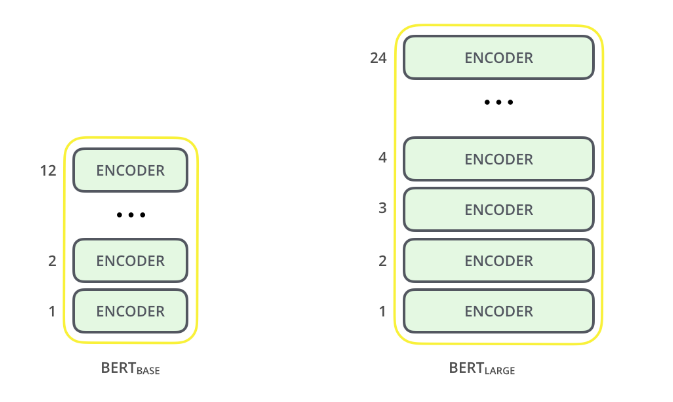 12 ENCODER
...
2 ENCODER
1 ENCODER
BERTBASE
24 ENCODER
...
4 ENCODER
3 ENCODER
2 ENCODER
1 ENCODER
BERTLARGE